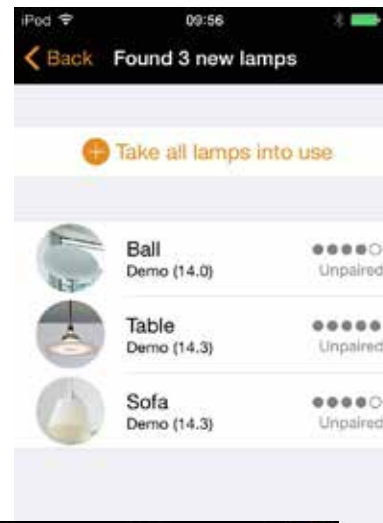 iPod 09:56
Back Found 3 new lamps
Take all lamps into use
Ball
Demo (14.0) Unpaired
Table
Demo (14.3) Unpaired
Sofa
Demo (14.3) Unpaired